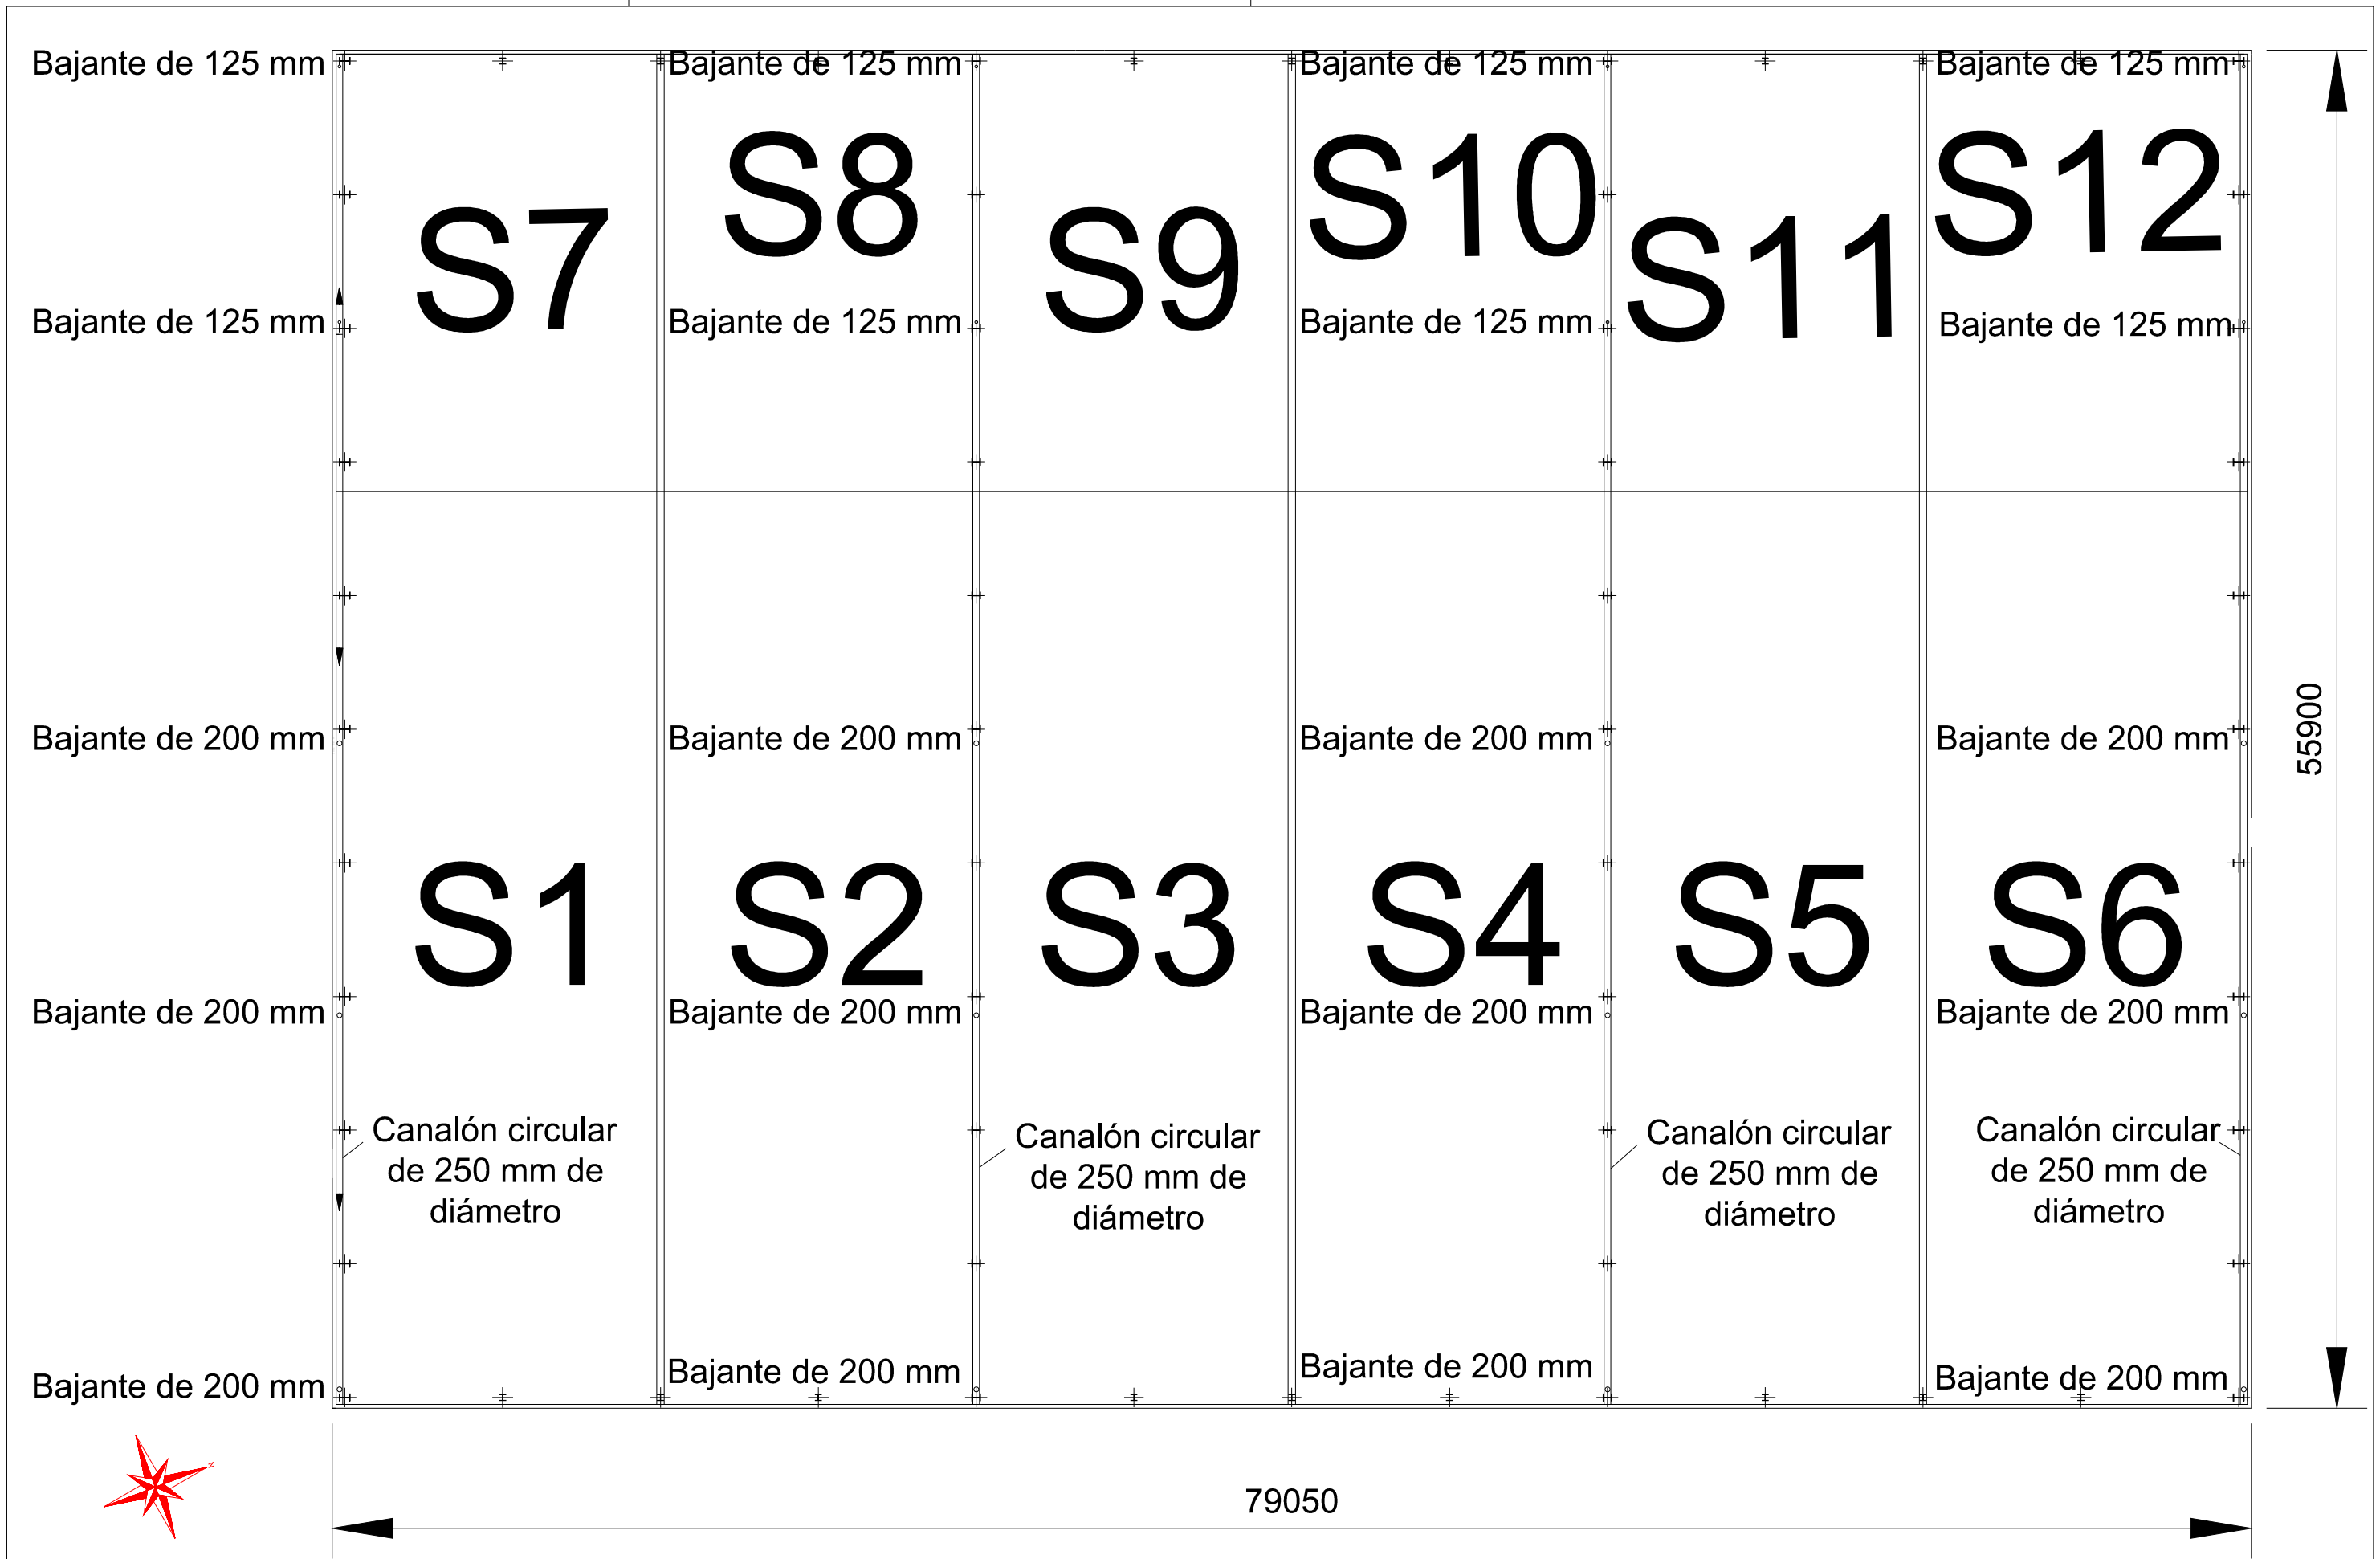 Bajante de 125 mm
Bajante de 125 mm
Bajante de 125 mm
Bajante de 125 mm
S7
S8
S9
S10
S11
S12
Bajante de 125 mm
Bajante de 125 mm
Bajante de 125 mm
Bajante de 125 mm
Bajante de 200 mm
Bajante de 200 mm
Bajante de 200 mm
Bajante de 200 mm
55900
S1
S2
S3
S4
S5
S6
Bajante de 200 mm
Bajante de 200 mm
Bajante de 200 mm
Bajante de 200 mm
Canalón circular
de 250 mm de
diámetro
Canalón circular
de 250 mm de
diámetro
Canalón circular
de 250 mm de
diámetro
Canalón circular
de 250 mm de
diámetro
Bajante de 200 mm
Bajante de 200 mm
Bajante de 200 mm
Bajante de 200 mm
N
79050